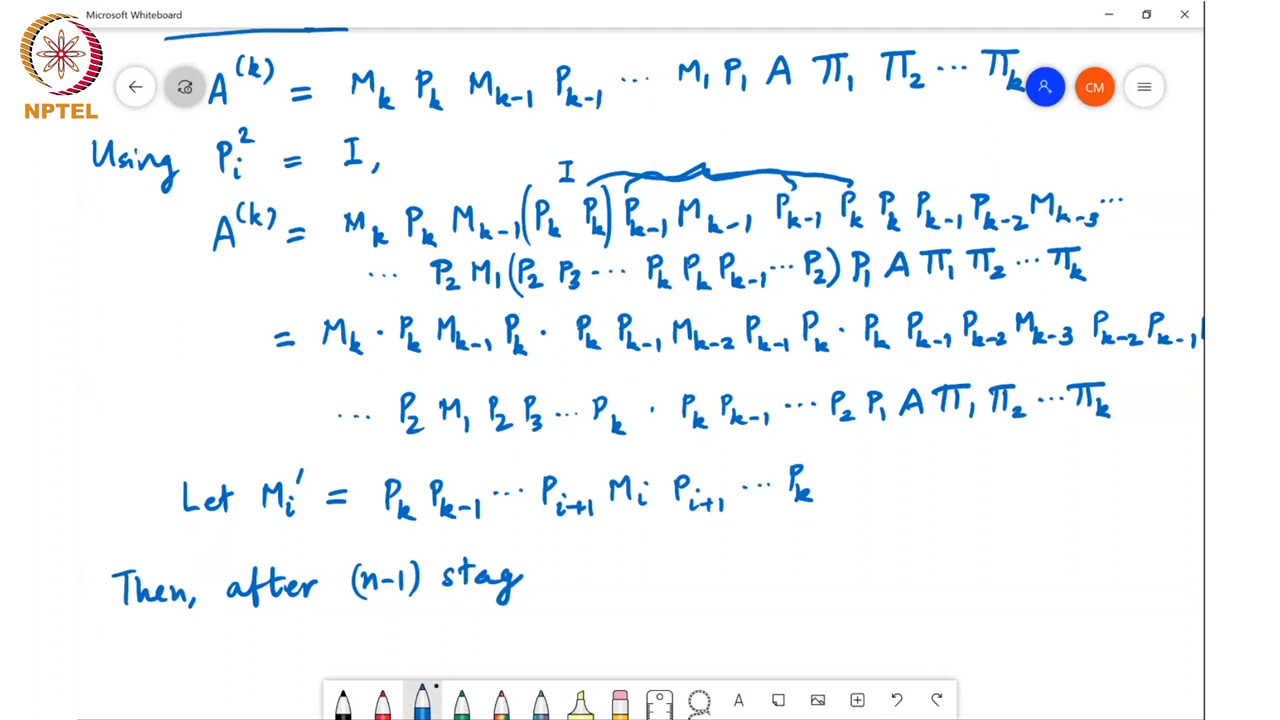 Microsoft Whiteboard
NPTEL
A^(k) = M_k P_k M_{k-1} P_{k-1} ... M_1 P_1 A Π_1 Π_2 ... Π_k
CM
Using P_i^2 = I,
I
A^(k) = M_k P_k M_{k-1} (P_k P_k) P_{k-1} M_{k-1} P_{k-1} P_k P_k P_{k-1} P_{k-2} M_{k-3} ...
... P_2 M_1 (P_2 P_3 ... P_k P_k P_{k-1} ... P_2) P_1 A Π_1 Π_2 ... Π_k
= M_k · P_k M_{k-1} P_k · P_k P_{k-1} M_{k-2} P_{k-1} P_k · P_k P_{k-1} P_{k-2} M_{k-3} P_{k-2} P_{k-1}
... P_2 M_1 P_2 P_3 ... P_k · P_k P_{k-1} ... P_2 P_1 A Π_1 Π_2 ... Π_k
Let M_i' = P_k P_{k-1} ... P_{i+1} M_i P_{i+1} ... P_k
Then, after (n-1) stag
A